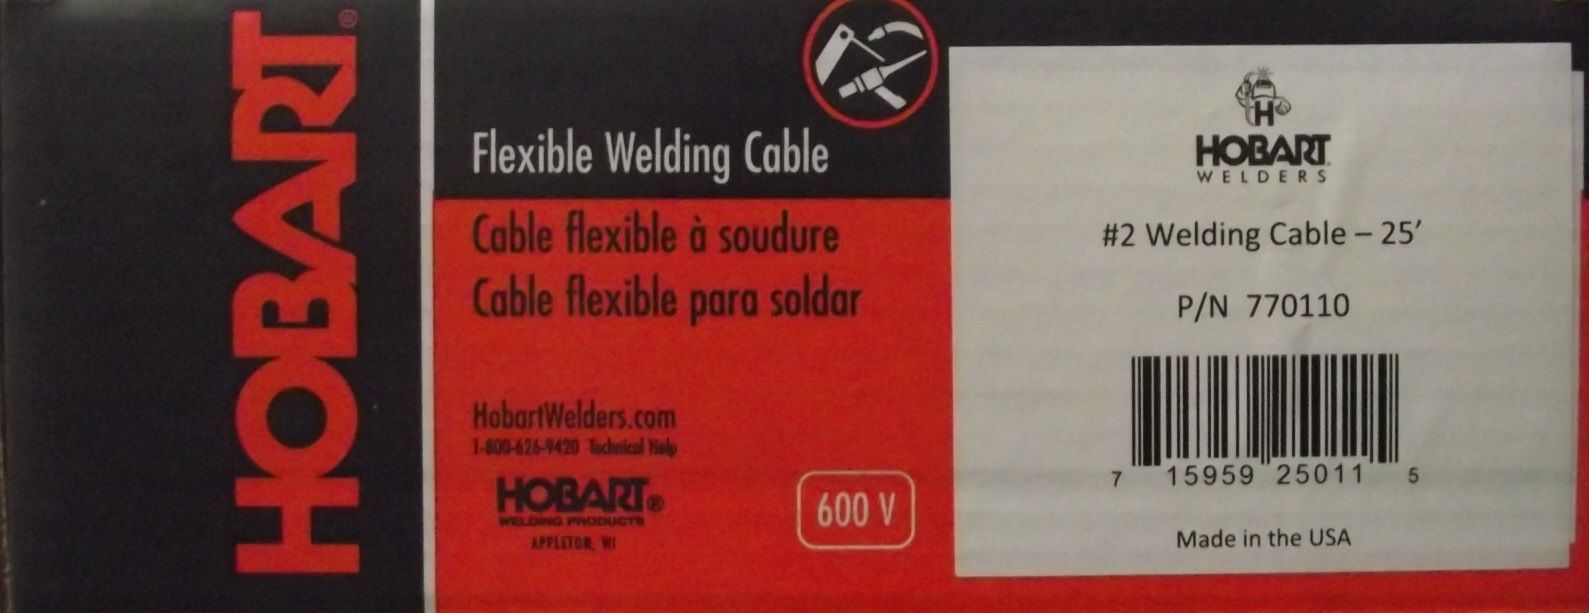 HOBART®
Flexible Welding Cable
Cable flexible à soudure
Cable flexible para soldar
HobartWelders.com
1-800-626-9420 Technical Help
HOBART®
WELDING PRODUCTS
APPLETON, WI
600 V
H
HOBART
WELDERS
#2 Welding Cable – 25’
P/N 770110
7 15959 25011 5
Made in the USA